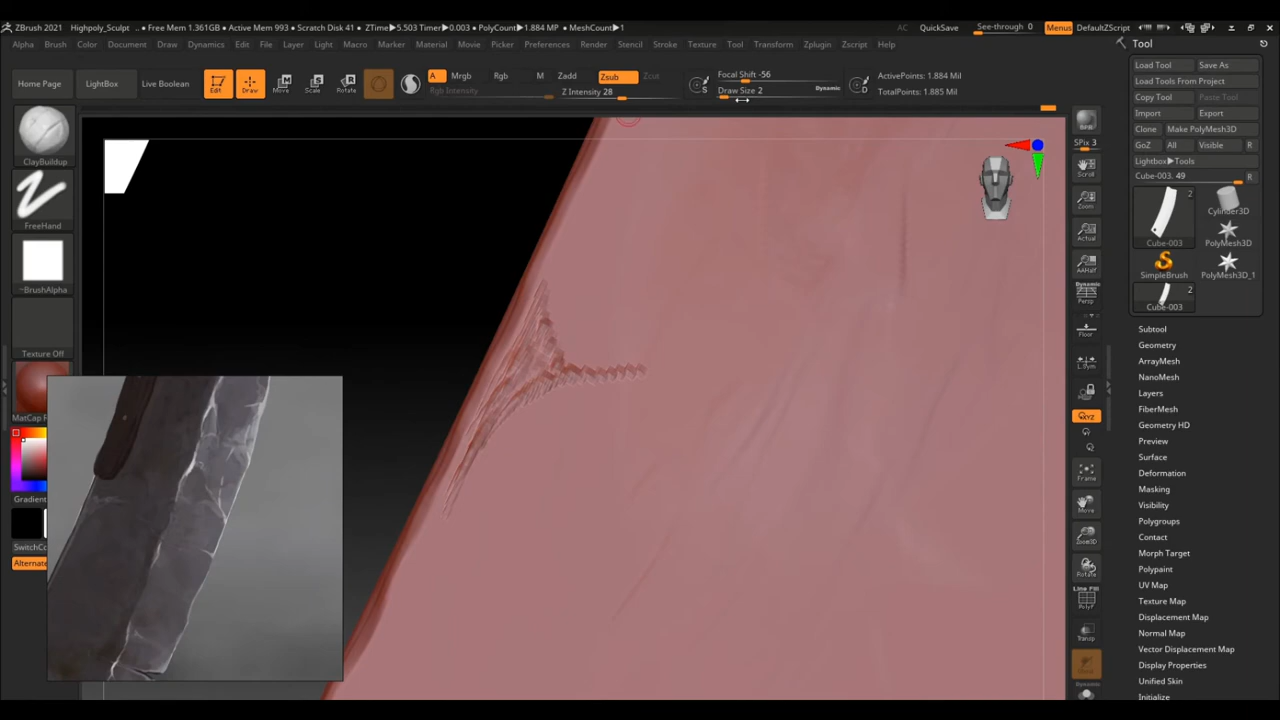 ZBrush 2021 Highpoly_Sculpt .. • Free Mem 1.361GB • Active Mem 993 • Scratch Disk 41 • ZTime▶5.503 Timer▶0.003 • PolyCount▶1.884 MP • MeshCount▶1 AC QuickSave See-through 0 Menus DefaultZScript
Alpha Brush Color Document Draw Dynamics Edit File Layer Light Macro Marker Material Movie Picker Preferences Render Stencil Stroke Texture Tool Transform Zplugin Zscript Help
Home Page LightBox Live Boolean Edit Draw Move Scale Rotate
A Mrgb Rgb M Zadd Zsub Zcut
Rgb Intensity Z Intensity 28
S Focal Shift -56
Draw Size 2 Dynamic
D ActivePoints: 1.884 Mil
TotalPoints: 1.885 Mil
ClayBuildup
FreeHand
~BrushAlpha
Texture Off
Gradient
Alternate
BPR
SPix 3
Scroll
Zoom
Actual
AAHalf
Dynamic
Persp
Floor
L.Sym
XYZ
Frame
Move
Zoom3D
Rotate
Line Fill
PolyF
Transp
Dynamic
Tool
Load Tool Save As
Load Tools From Project
Copy Tool Paste Tool
Import Export
Clone Make PolyMesh3D
GoZ All Visible R
Lightbox▶Tools
Cube-003. 49 R
2 Cylinder3D
Cube-003 PolyMesh3D
SimpleBrush PolyMesh3D_1
2
Cube-003
Subtool
Geometry
ArrayMesh
NanoMesh
Layers
FiberMesh
Geometry HD
Preview
Surface
Deformation
Masking
Visibility
Polygroups
Contact
Morph Target
Polypaint
UV Map
Texture Map
Displacement Map
Normal Map
Vector Displacement Map
Display Properties
Unified Skin
Initialize